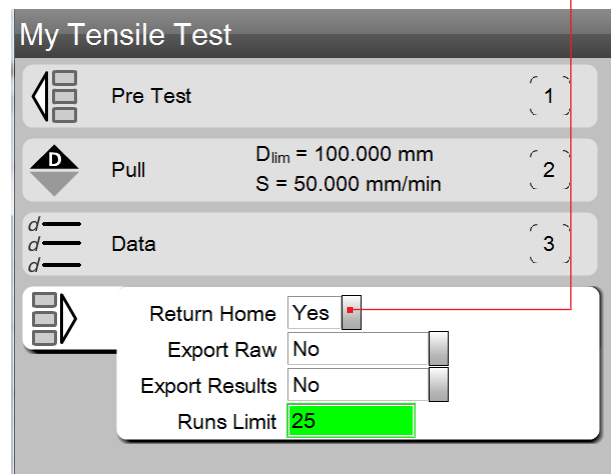 My Tensile Test
Pre Test 1
D
Pull
Dlim = 100.000 mm
S = 50.000 mm/min
2
d
d
d
Data 3
Return Home Yes
Export Raw No
Export Results No
Runs Limit 25